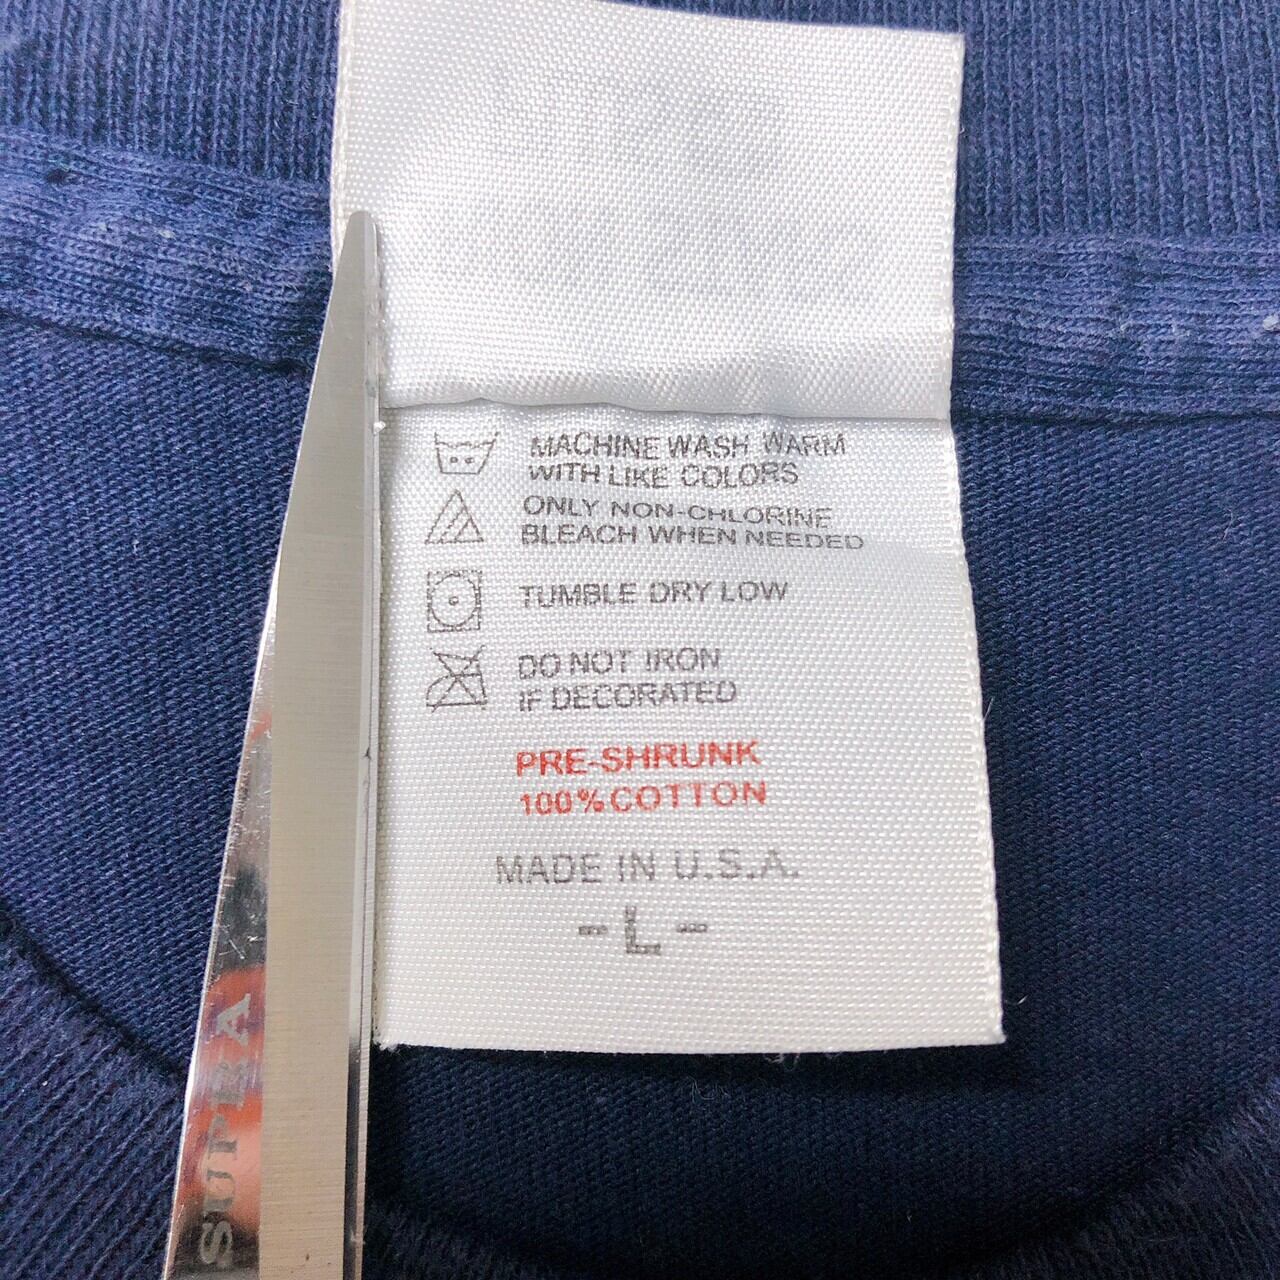 MACHINE WASH WARM
WITH LIKE COLORS
ONLY NON-CHLORINE
BLEACH WHEN NEEDED
TUMBLE DRY LOW
DO NOT IRON
IF DECORATED
PRE-SHRUNK
100% COTTON
MADE IN U.S.A.
- L -
SUPRA